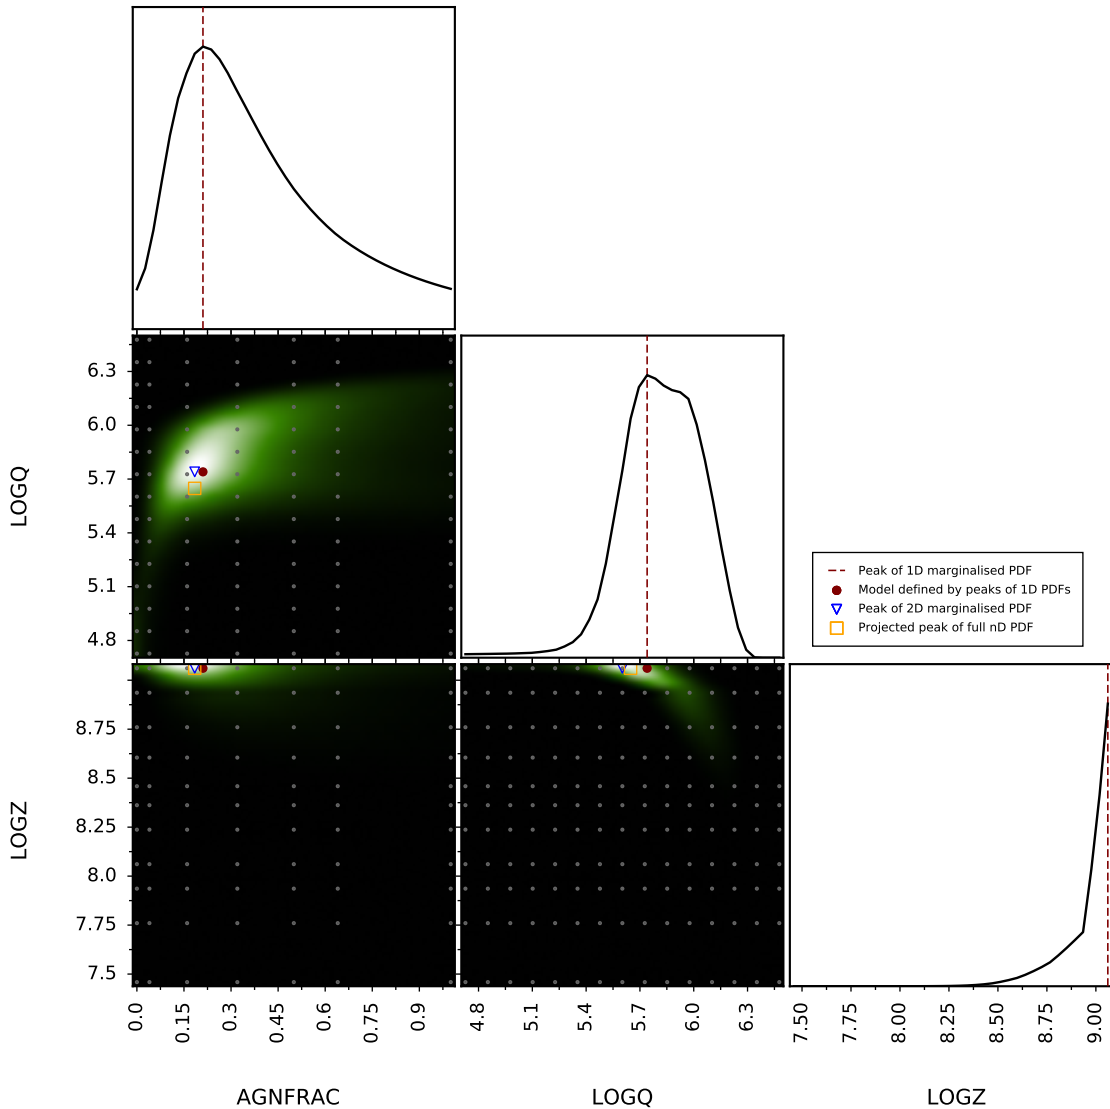 6.3
6.0
5.7
5.4
5.1
4.8
LOGQ
Peak of 1D marginalised PDF
Model defined by peaks of 1D PDFs
Peak of 2D marginalised PDF
Projected peak of full nD PDF
8.75
8.5
8.25
8.0
7.75
7.5
LOGZ
0.0 0.15 0.3 0.45 0.6 0.75 0.9
4.8 5.1 5.4 5.7 6.0 6.3
7.50 7.75 8.00 8.25 8.50 8.75 9.00
AGNFRAC LOGQ LOGZ